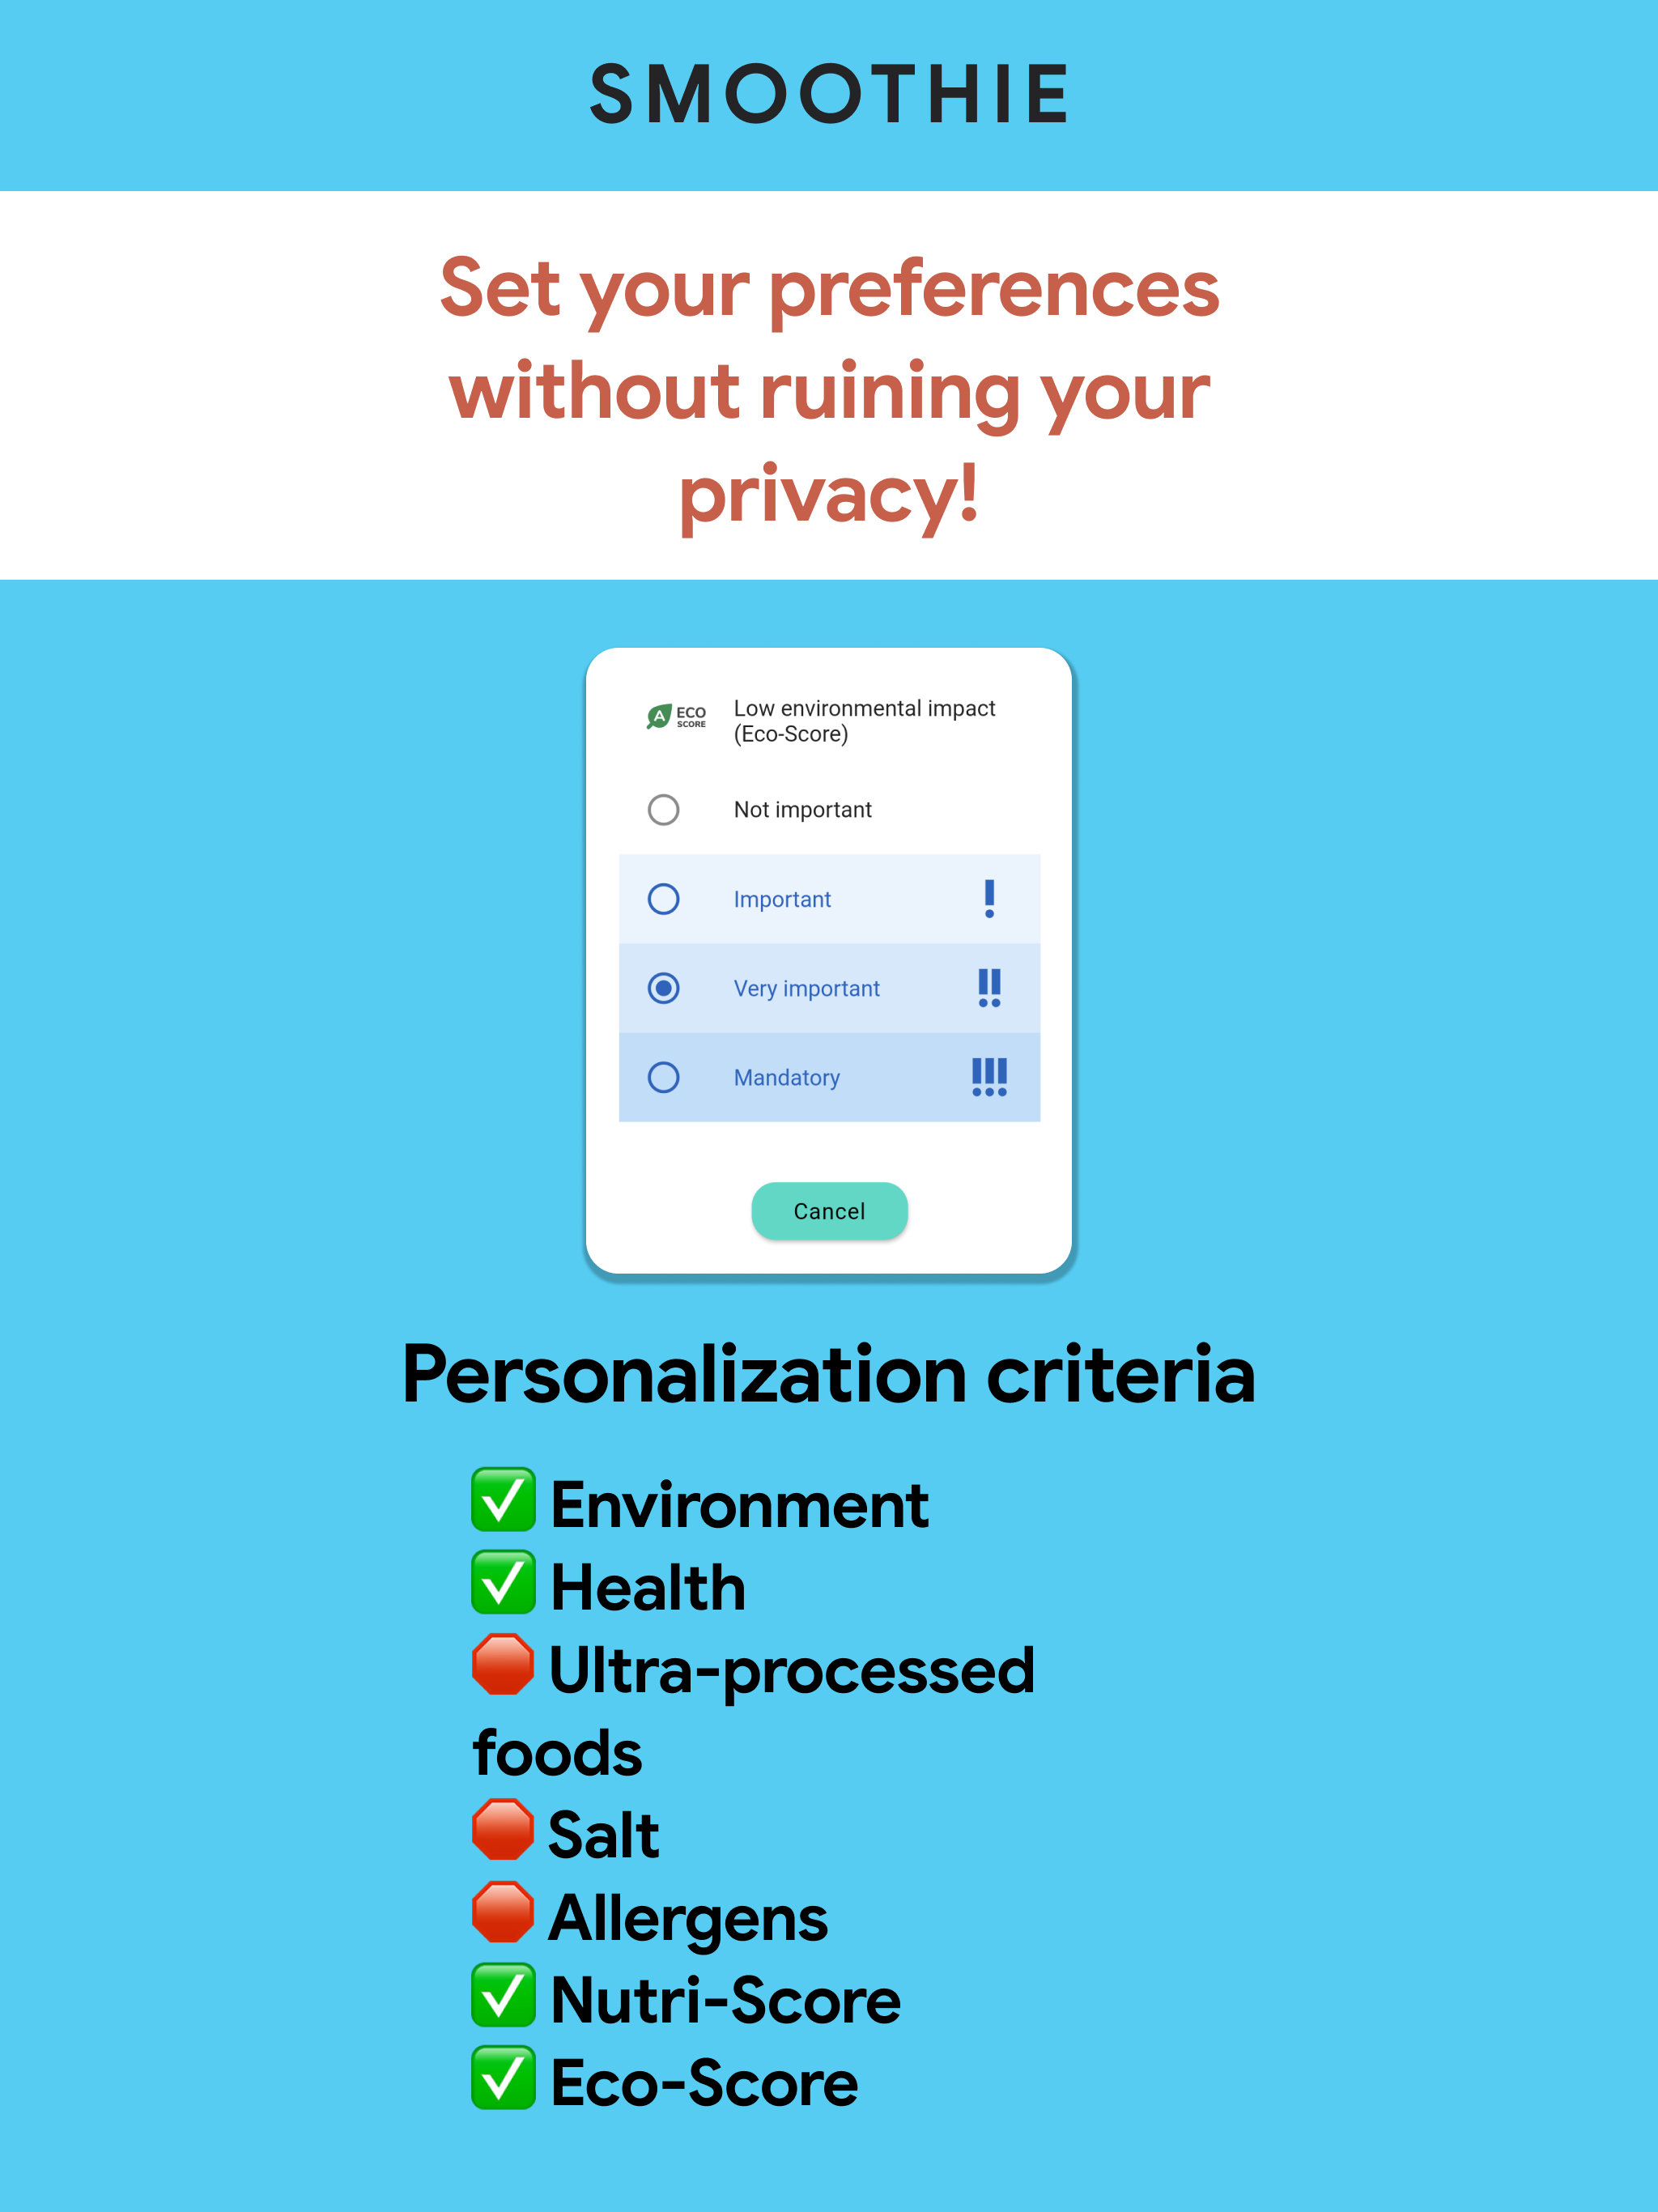 SMOOTHIE
Set your preferences
without ruining your
privacy!
A ECO
SCORE
Low environmental impact
(Eco-Score)
Not important
Important !
Very important !!
Mandatory !!!
Cancel
Personalization criteria
✅ Environment
✅ Health
🛑 Ultra-processed
foods
🛑 Salt
🛑 Allergens
✅ Nutri-Score
✅ Eco-Score